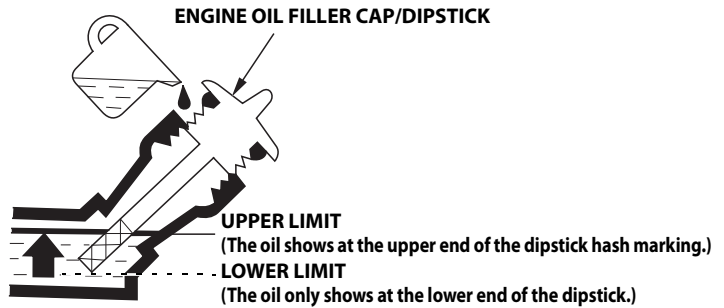 ENGINE OIL FILLER CAP/DIPSTICK
UPPER LIMIT
(The oil shows at the upper end of the dipstick hash marking.)
LOWER LIMIT
(The oil only shows at the lower end of the dipstick.)